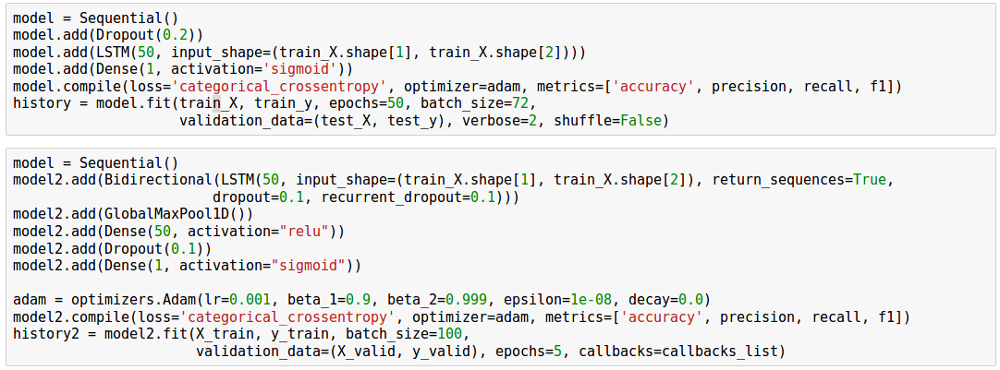 model = Sequential()
model.add(Dropout(0.2))
model.add(LSTM(50, input_shape=(train_X.shape[1], train_X.shape[2])))
model.add(Dense(1, activation='sigmoid'))
model.compile(loss='categorical_crossentropy', optimizer=adam, metrics=['accuracy', precision, recall, f1])
history = model.fit(train_X, train_y, epochs=50, batch_size=72,
                    validation_data=(test_X, test_y), verbose=2, shuffle=False)
model = Sequential()
model2.add(Bidirectional(LSTM(50, input_shape=(train_X.shape[1], train_X.shape[2]), return_sequences=True,
                        dropout=0.1, recurrent_dropout=0.1)))
model2.add(GlobalMaxPool1D())
model2.add(Dense(50, activation="relu"))
model2.add(Dropout(0.1))
model2.add(Dense(1, activation="sigmoid"))
adam = optimizers.Adam(lr=0.001, beta_1=0.9, beta_2=0.999, epsilon=1e-08, decay=0.0)
model2.compile(loss='categorical_crossentropy', optimizer=adam, metrics=['accuracy', precision, recall, f1])
history2 = model2.fit(X_train, y_train, batch_size=100,
                      validation_data=(X_valid, y_valid), epochs=5, callbacks=callbacks_list)